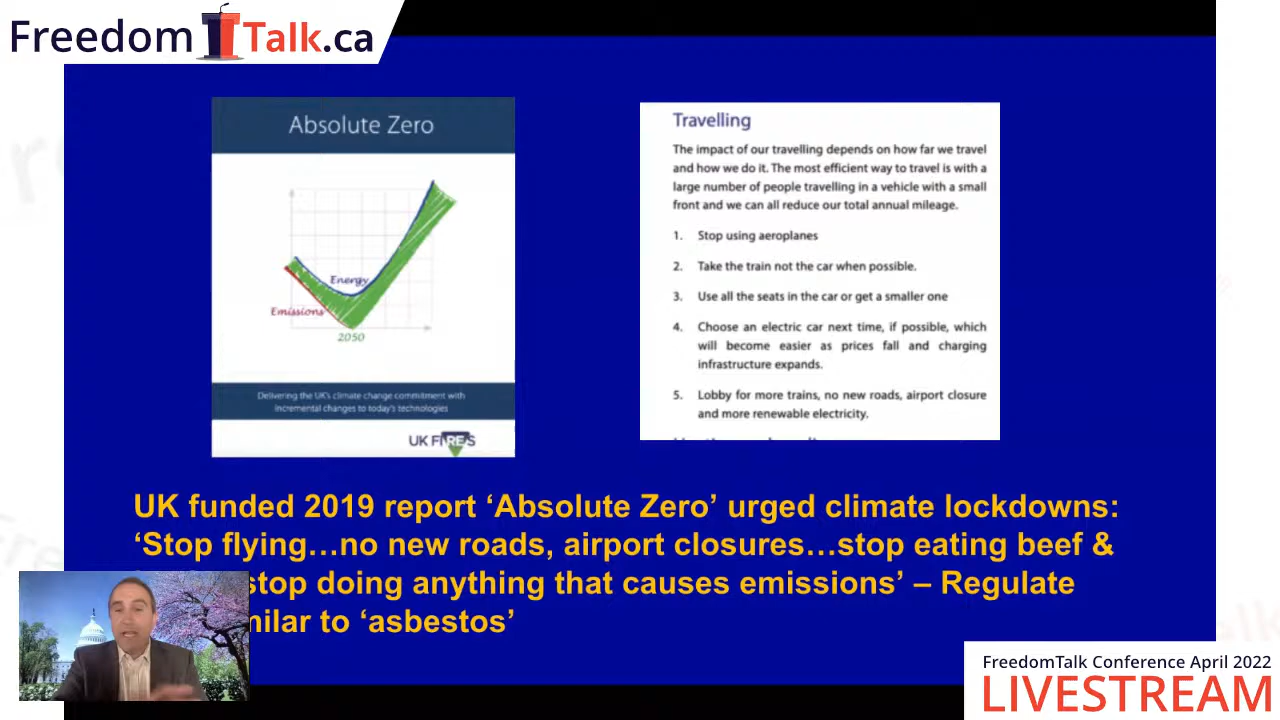 FreedomTalk.ca
Absolute Zero
Energy
Emissions
2050
Delivering the UK's climate change commitment with
incremental changes to today's technologies
UK FIRES
Travelling
The impact of our travelling depends on how far we travel
and how we do it. The most efficient way to travel is with a
large number of people travelling in a vehicle with a small
front and we can all reduce our total annual mileage.
1. Stop using aeroplanes
2. Take the train not the car when possible.
3. Use all the seats in the car or get a smaller one
4. Choose an electric car next time, if possible, which
will become easier as prices fall and charging
infrastructure expands.
5. Lobby for more trains, no new roads, airport closure
and more renewable electricity.
UK funded 2019 report ‘Absolute Zero’ urged climate lockdowns:
‘Stop flying…no new roads, airport closures…stop eating beef &
stop doing anything that causes emissions’ – Regulate
to ‘asbestos’
FreedomTalk Conference April 2022
LIVESTREAM